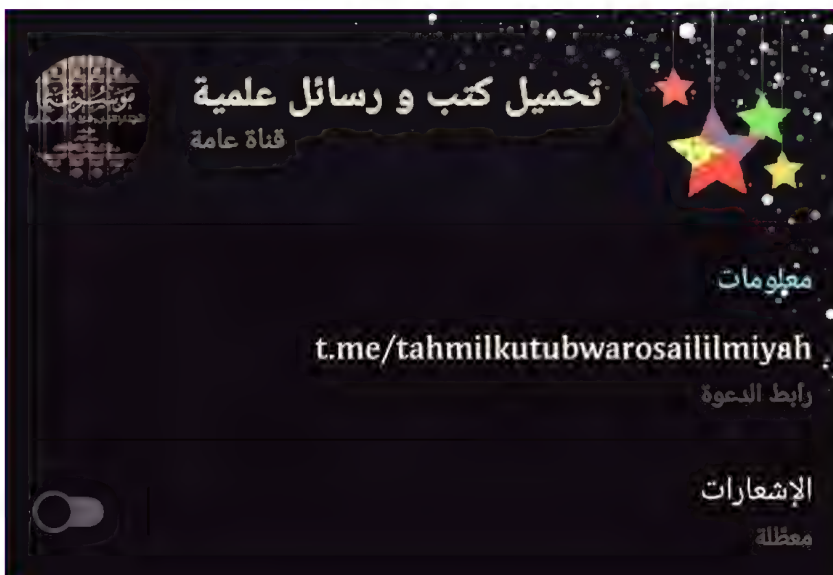 تحميل كتب و رسائل علمية
قناة عامة
معلومات
t.me/tahmilkutubwarosaililmiyah
رابط الدعوة
الإشعارات
معطلة